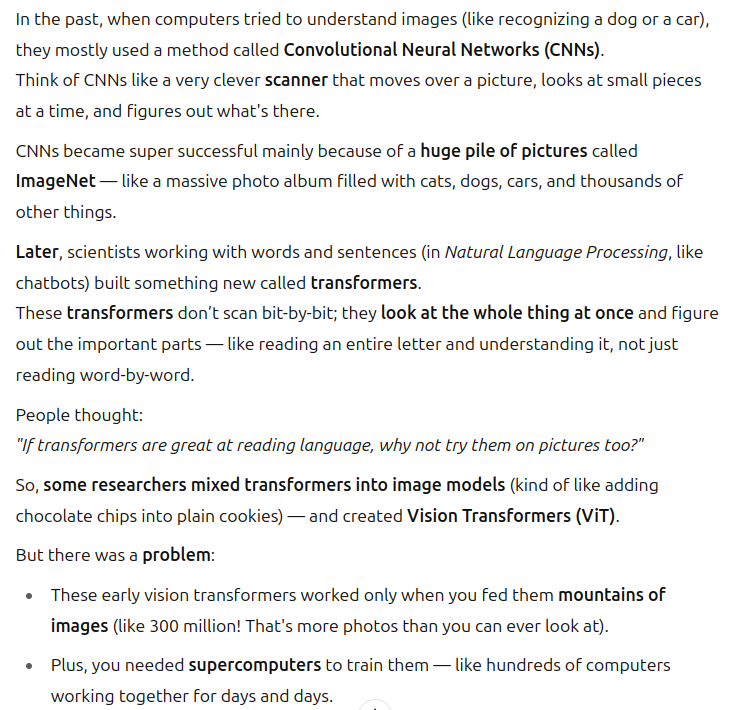 In the past, when computers tried to understand images (like recognizing a dog or a car),
they mostly used a method called Convolutional Neural Networks (CNNs).
Think of CNNs like a very clever scanner that moves over a picture, looks at small pieces
at a time, and figures out what's there.
CNNs became super successful mainly because of a huge pile of pictures called
ImageNet — like a massive photo album filled with cats, dogs, cars, and thousands of
other things.
Later, scientists working with words and sentences (in Natural Language Processing, like
chatbots) built something new called transformers.
These transformers don’t scan bit-by-bit; they look at the whole thing at once and figure
out the important parts — like reading an entire letter and understanding it, not just
reading word-by-word.
People thought:
"If transformers are great at reading language, why not try them on pictures too?"
So, some researchers mixed transformers into image models (kind of like adding
chocolate chips into plain cookies) — and created Vision Transformers (ViT).
But there was a problem:
• These early vision transformers worked only when you fed them mountains of
images (like 300 million! That's more photos than you can ever look at).
• Plus, you needed supercomputers to train them — like hundreds of computers
working together for days and days.